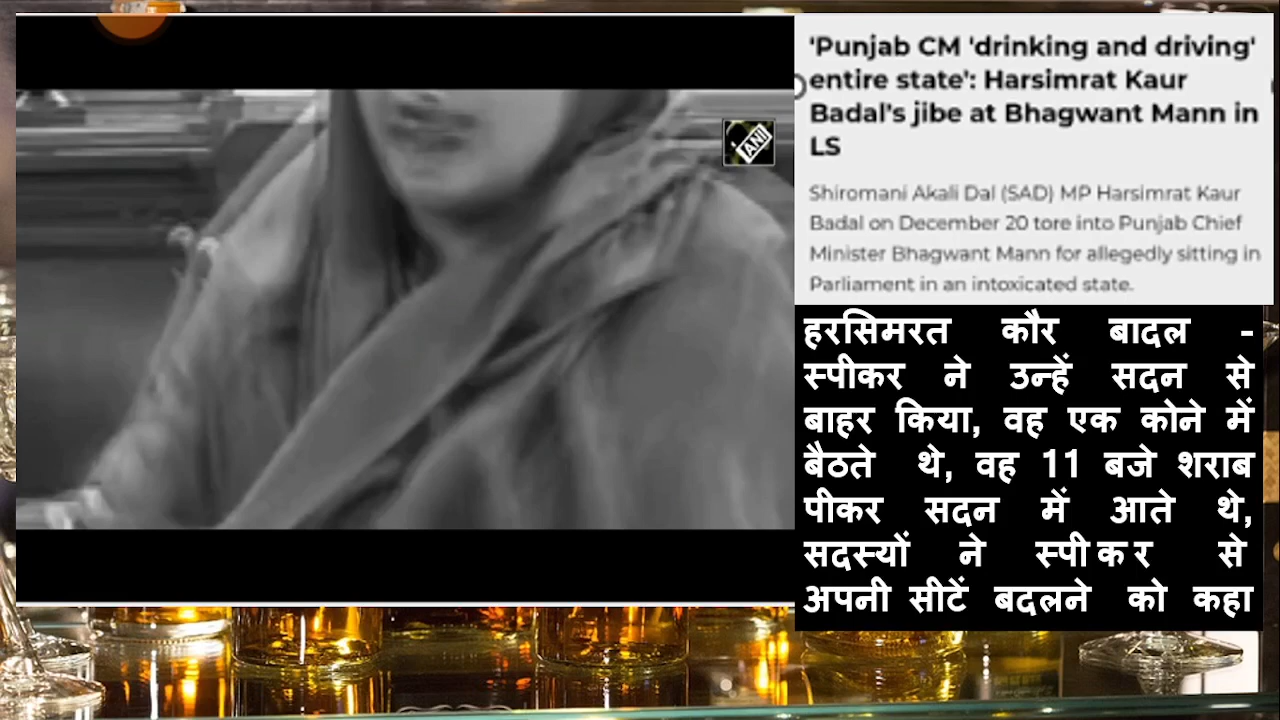 'Punjab CM 'drinking and driving'
entire state': Harsimrat Kaur
Badal's jibe at Bhagwant Mann in
LS
Shiromani Akali Dal (SAD) MP Harsimrat Kaur
Badal on December 20 tore into Punjab Chief
Minister Bhagwant Mann for allegedly sitting in
Parliament in an intoxicated state.
ANI
हरसिमरत कौर बादल -
स्पीकर ने उन्हें सदन से
बाहर किया, वह एक कोने में
बैठते थे, वह 11 बजे शराब
पीकर सदन में आते थे,
सदस्यों ने स्पीकर से
अपनी सीटें बदलने को कहा